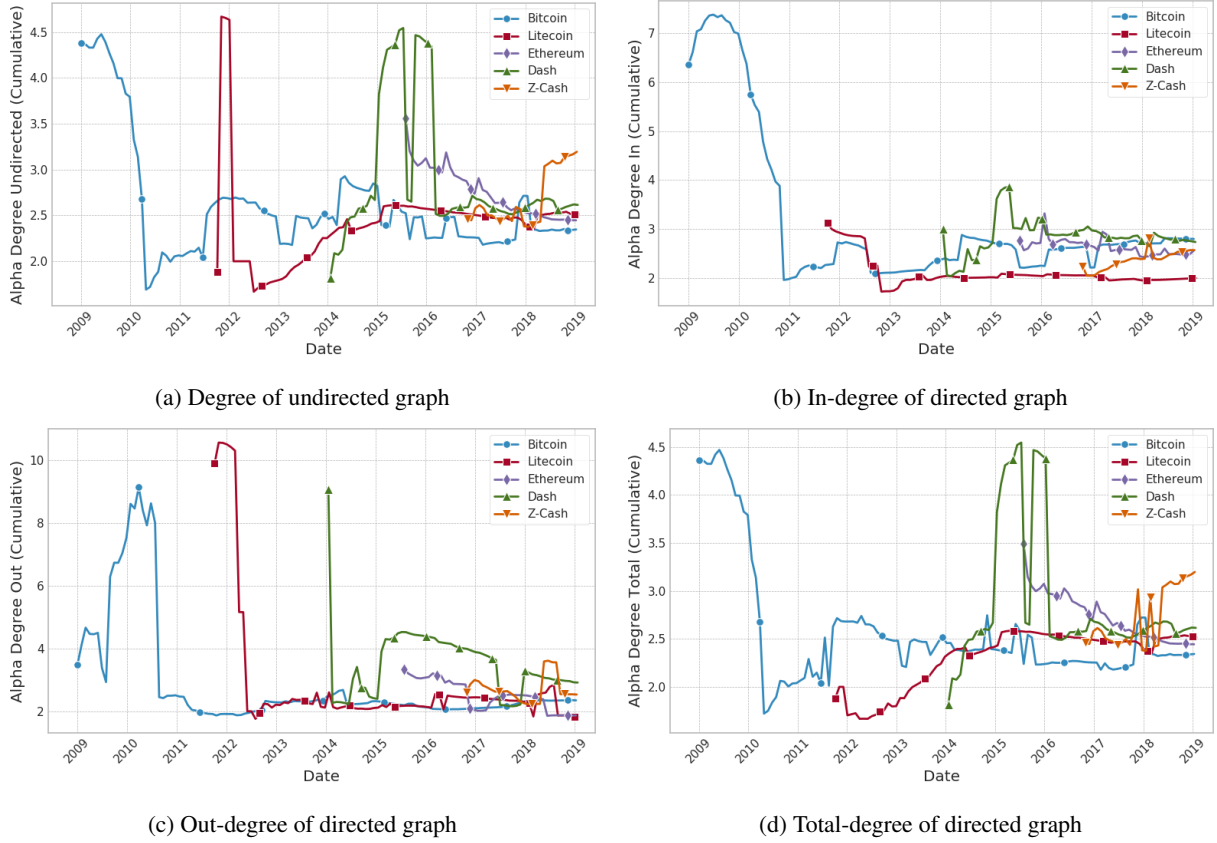 4.5
4.0
3.5
3.0
2.5
2.0
Alpha Degree Undirected (Cumulative)
Bitcoin
Litecoin
Ethereum
Dash
Z-Cash
2009
2010
2011
2012
2013
2014
2015
2016
2017
2018
2019
Date
(a) Degree of undirected graph
7
6
5
4
3
2
Alpha Degree In (Cumulative)
Bitcoin
Litecoin
Ethereum
Dash
Z-Cash
2009
2010
2011
2012
2013
2014
2015
2016
2017
2018
2019
Date
(b) In-degree of directed graph
10
8
6
4
2
Alpha Degree Out (Cumulative)
Bitcoin
Litecoin
Ethereum
Dash
Z-Cash
2009
2010
2011
2012
2013
2014
2015
2016
2017
2018
2019
Date
(c) Out-degree of directed graph
4.5
4.0
3.5
3.0
2.5
2.0
Alpha Degree Total (Cumulative)
Bitcoin
Litecoin
Ethereum
Dash
Z-Cash
2009
2010
2011
2012
2013
2014
2015
2016
2017
2018
2019
Date
(d) Total-degree of directed graph